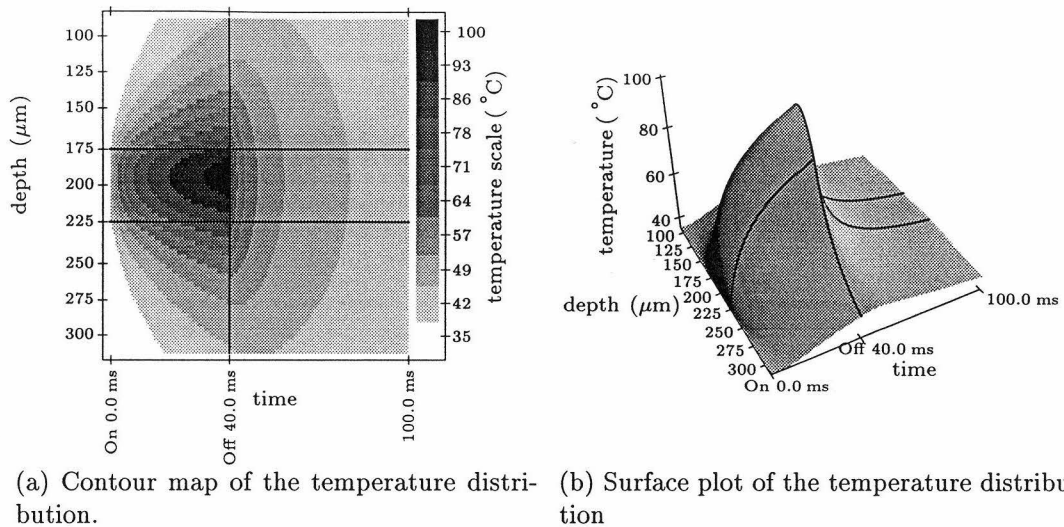 100
125
150
175
200
225
250
275
300
depth (μm)
On 0.0 ms
Off 40.0 ms
100.0 ms
time
100
93
86
78
71
64
57
49
42
35
temperature scale( °C)
100
80
60
40
temperature ( °C)
100
125
150
175
200
225
250
275
300
depth (μm)
On 0.0 ms
Off 40.0 ms
100.0 ms
time
(a) Contour map of the temperature distri-
bution.
(b) Surface plot of the temperature distribu
tion